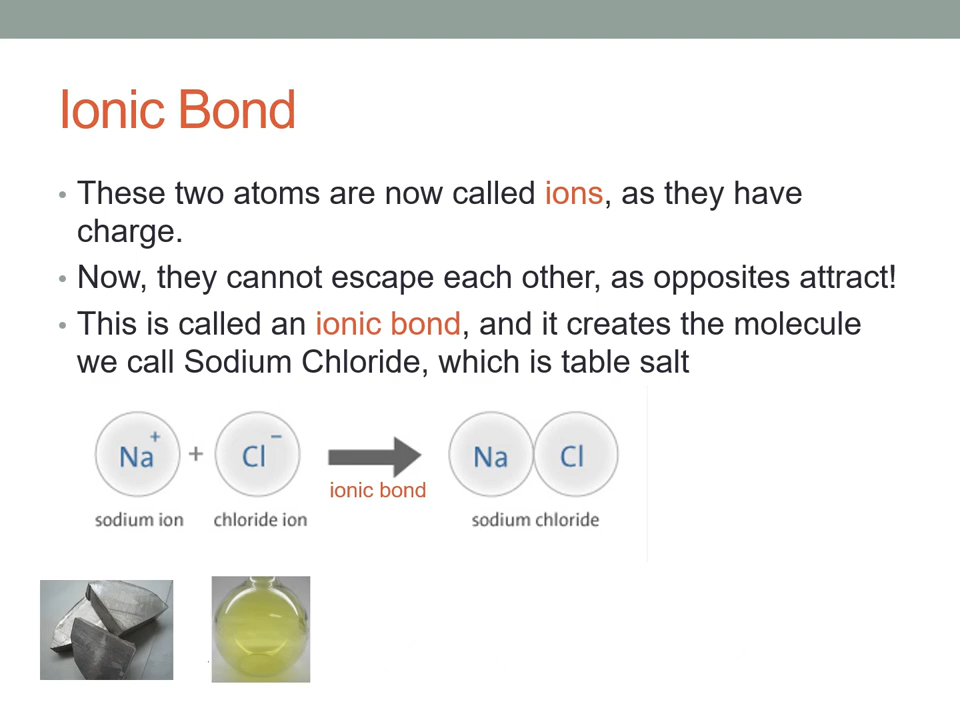 Ionic Bond
• These two atoms are now called ions, as they have
charge.
• Now, they cannot escape each other, as opposites attract!
• This is called an ionic bond, and it creates the molecule
we call Sodium Chloride, which is table salt
Na+ + Cl− Na Cl
ionic bond
sodium ion chloride ion sodium chloride